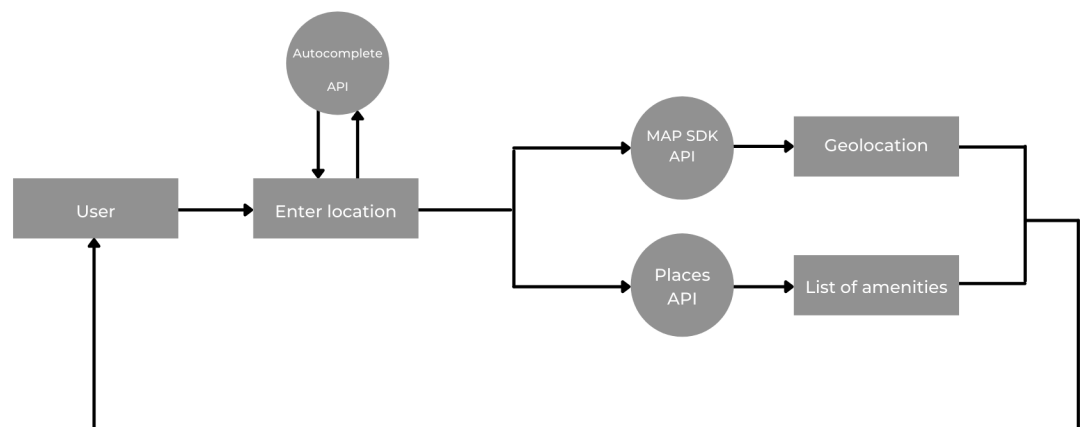 Autocomplete
API
MAP SDK
API
Geolocation
User
Enter location
Places
API
List of amenities